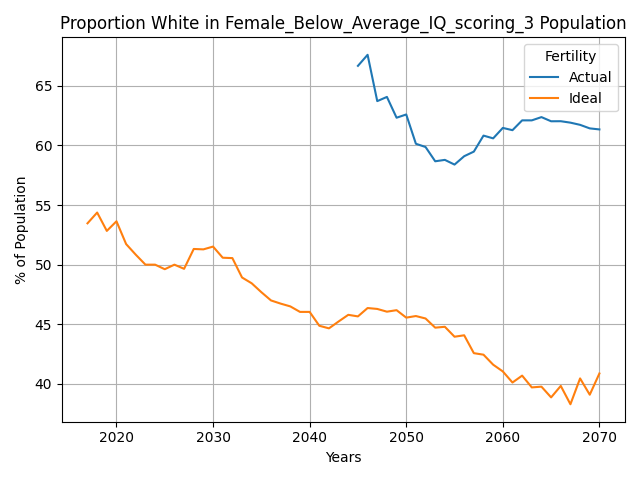 Proportion White in Female_Below_Average_IQ_scoring_3 Population
Fertility
Actual
Ideal
% of Population
65
60
55
50
45
40
2020
2030
2040
2050
2060
2070
Years